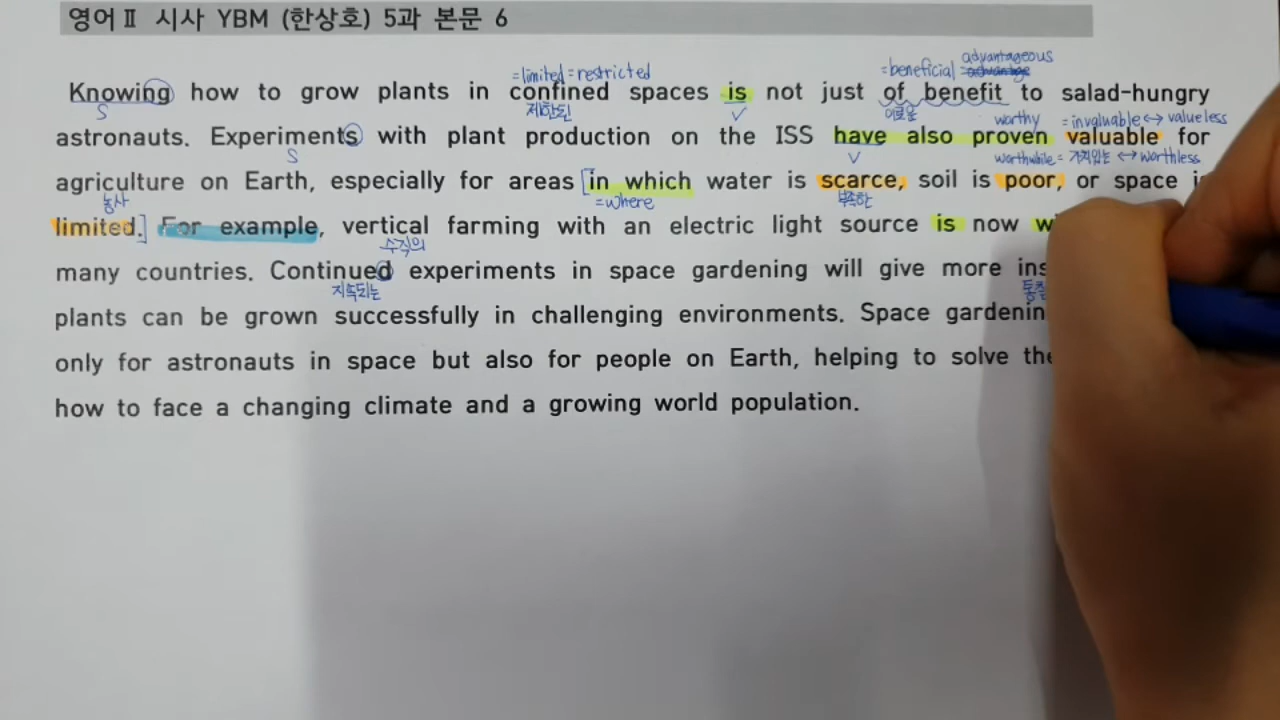 영어Ⅱ 시사 YBM (한상호) 5과 본문 6
=limited=restricted =beneficial advantageous
Knowing how to grow plants in confined spaces is not just of benefit to salad-hungry
S 제한된 V 이로운 worthy =invaluable↔valueless
astronauts. Experiments with plant production on the ISS have also proven valuable for
S V worthwhile=가치있는↔worthless
agriculture on Earth, especially for areas [in which water is scarce, soil is poor, or space
농사 =where 부족한
limited.] For example, vertical farming with an electric light source is now
수직의
many countries. Continued experiments in space gardening will give more
지속되는
plants can be grown successfully in challenging environments. Space
only for astronauts in space but also for people on Earth, helping to solve
how to face a changing climate and a growing world population.